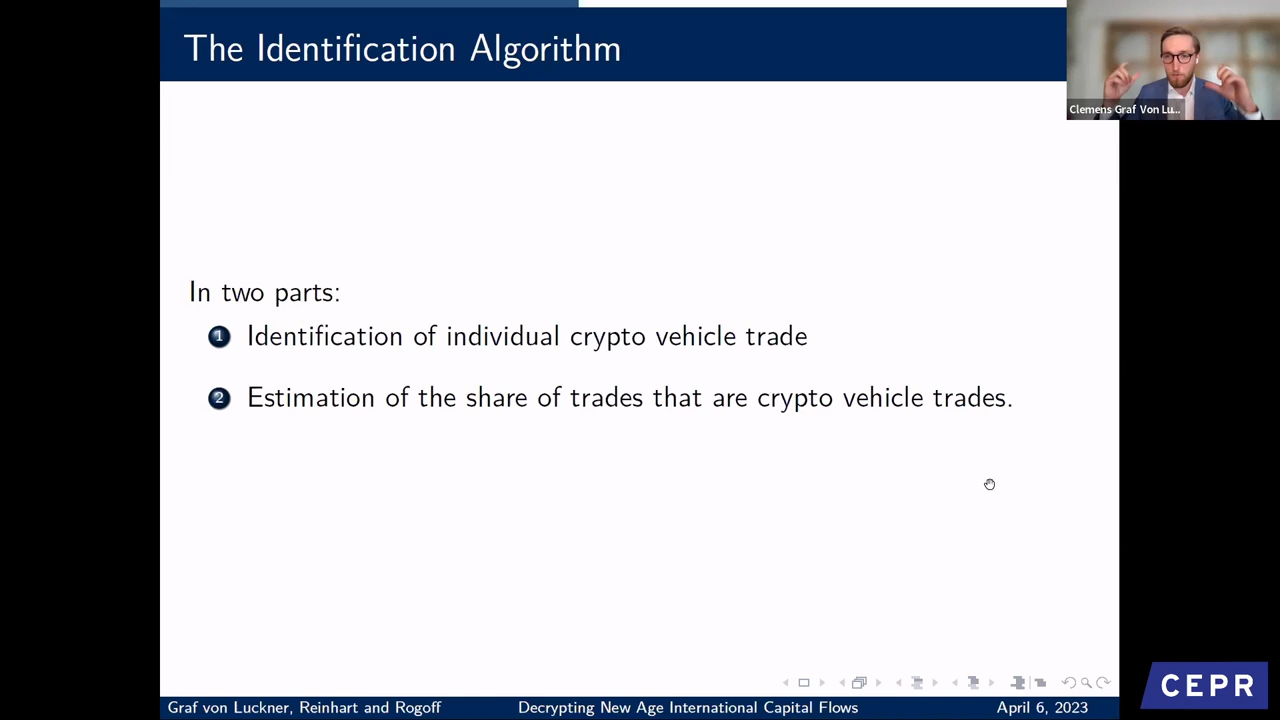 The Identification Algorithm
Clemens Graf Von Lu...
In two parts:
1 Identification of individual crypto vehicle trade
2 Estimation of the share of trades that are crypto vehicle trades.
CEPR
Graf von Luckner, Reinhart and Rogoff Decrypting New Age International Capital Flows April 6, 2023